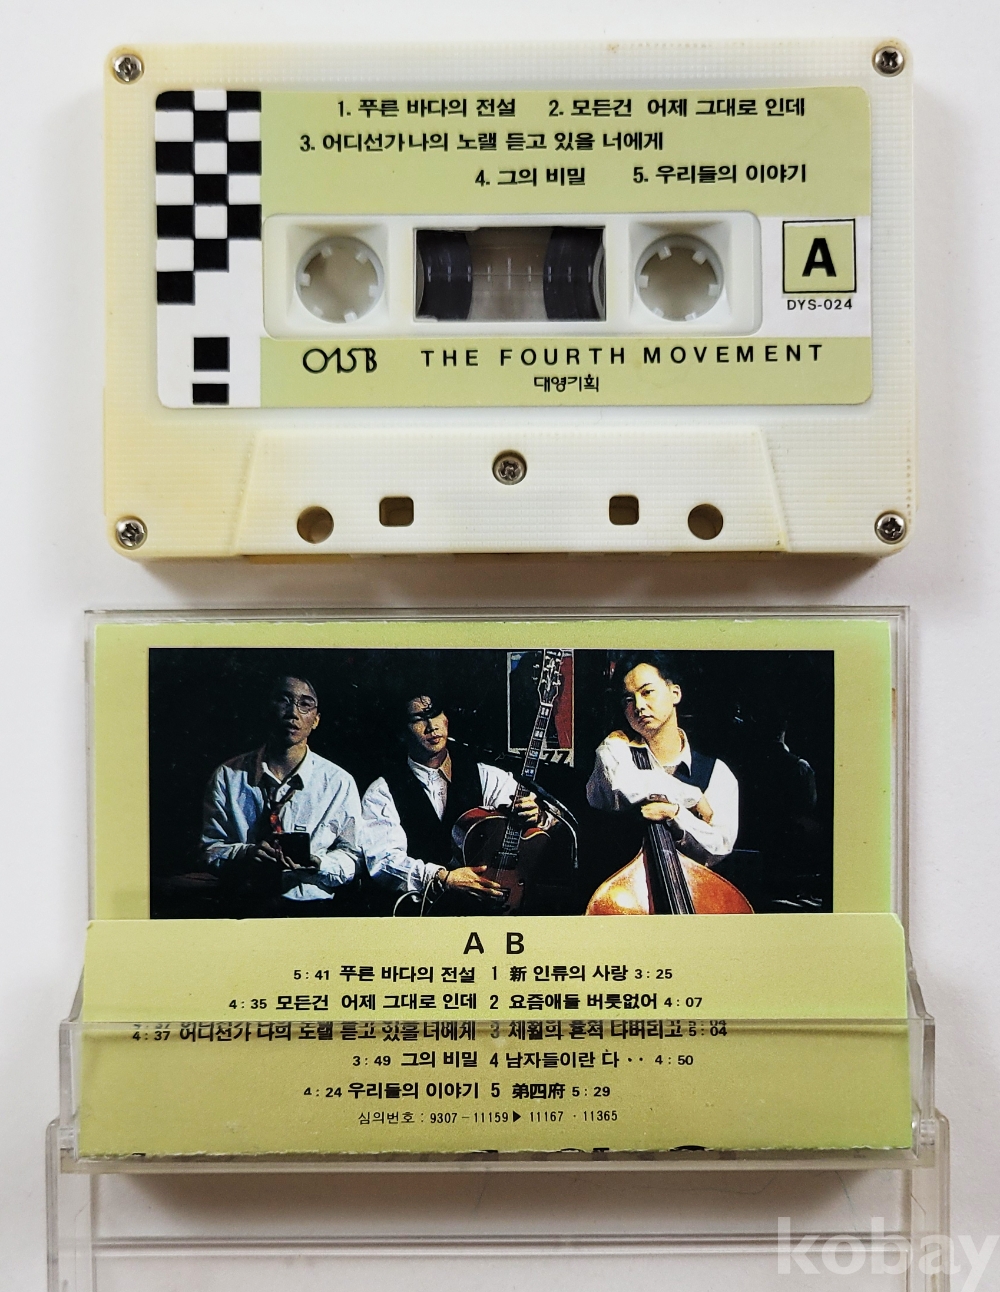 1. 푸른 바다의 전설 2. 모든건 어제 그대로 인데
3. 어디선가 나의 노랠 듣고 있을 너에게
4. 그의 비밀 5. 우리들의 이야기
A
DYS-024
015B THE FOURTH MOVEMENT
대영기획
A B
5:41 푸른 바다의 전설 1 新 인류의 사랑 3:25
4:35 모든건 어제 그대로 인데 2 요즘애들 버릇없어 4:07
4:37 어디선가 나의 노랠 듣고 있을 너에게 3 세월의 흔적 다버리고 5:04
3:49 그의 비밀 4 남자들이란 다‥ 4:50
4:24 우리들의 이야기 5 第四府 5:29
심의번호 : 9307-11159▶11167 · 11365
kobay